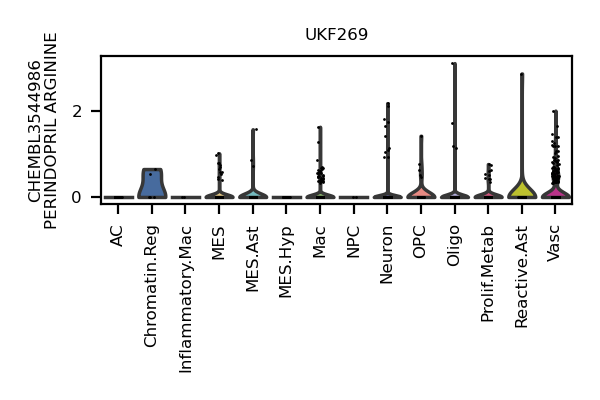 UKF269
CHEMBL3544986
PERINDOPRIL ARGININE
2
0
AC
Chromatin.Reg
Inflammatory.Mac
MES
MES.Ast
MES.Hyp
Mac
NPC
Neuron
OPC
Oligo
Prolif.Metab
Reactive.Ast
Vasc